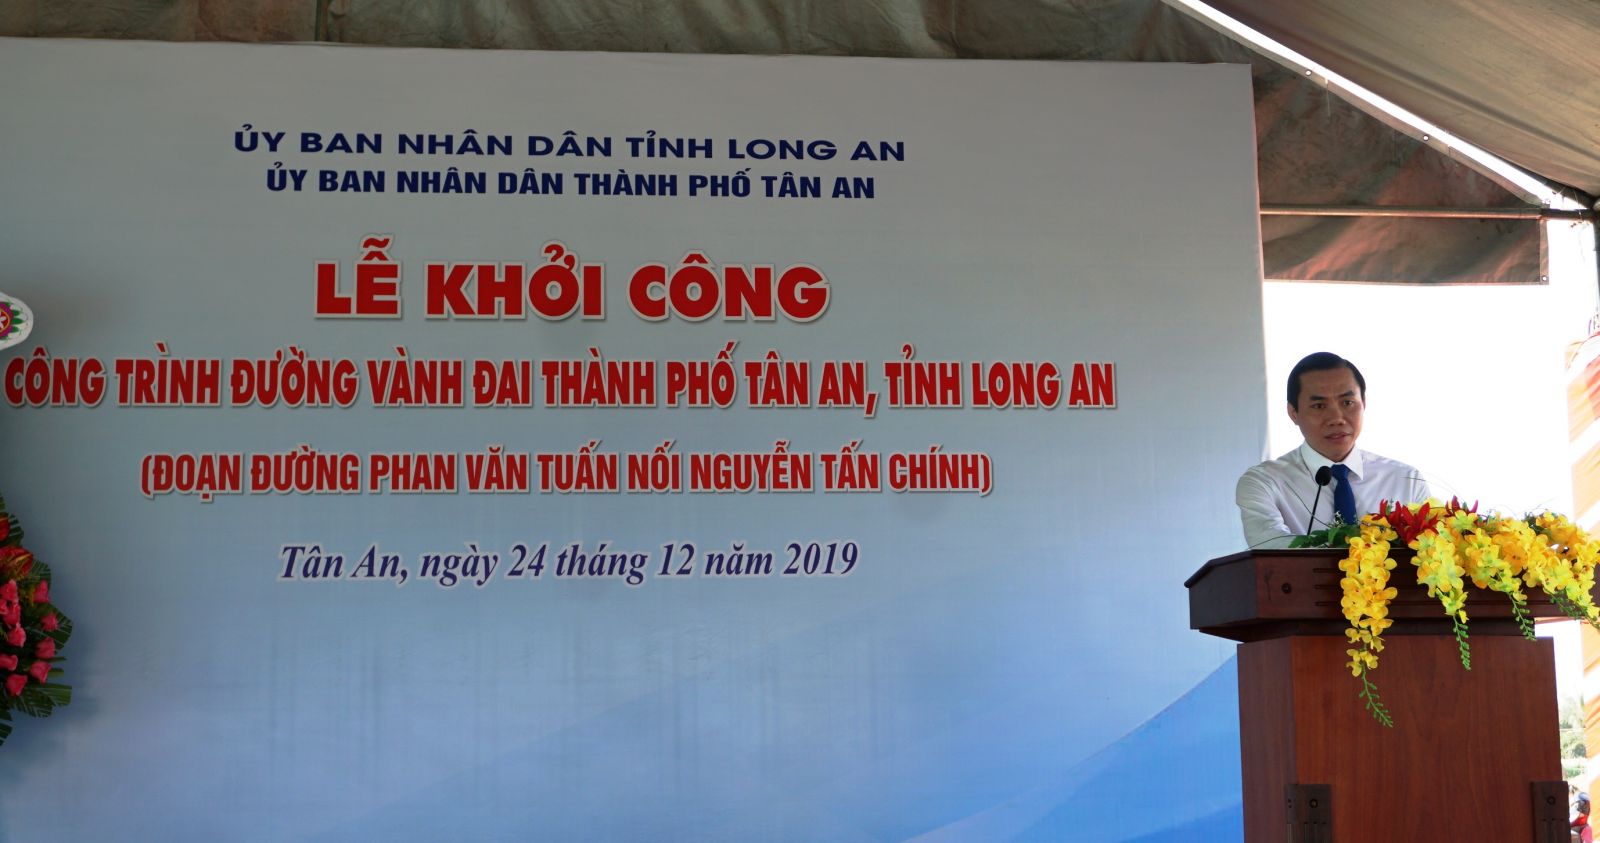 ỦY BAN NHÂN DÂN TỈNH LONG AN
ỦY BAN NHÂN DÂN THÀNH PHỐ TÂN AN
LỄ KHỞI CÔNG
CÔNG TRÌNH ĐƯỜNG VÀNH ĐAI THÀNH PHỐ TÂN AN, TỈNH LONG AN
(ĐOẠN ĐƯỜNG PHAN VĂN TUẤN NỐI NGUYỄN TẤN CHÍNH)
Tân An, ngày 24 tháng 12 năm 2019